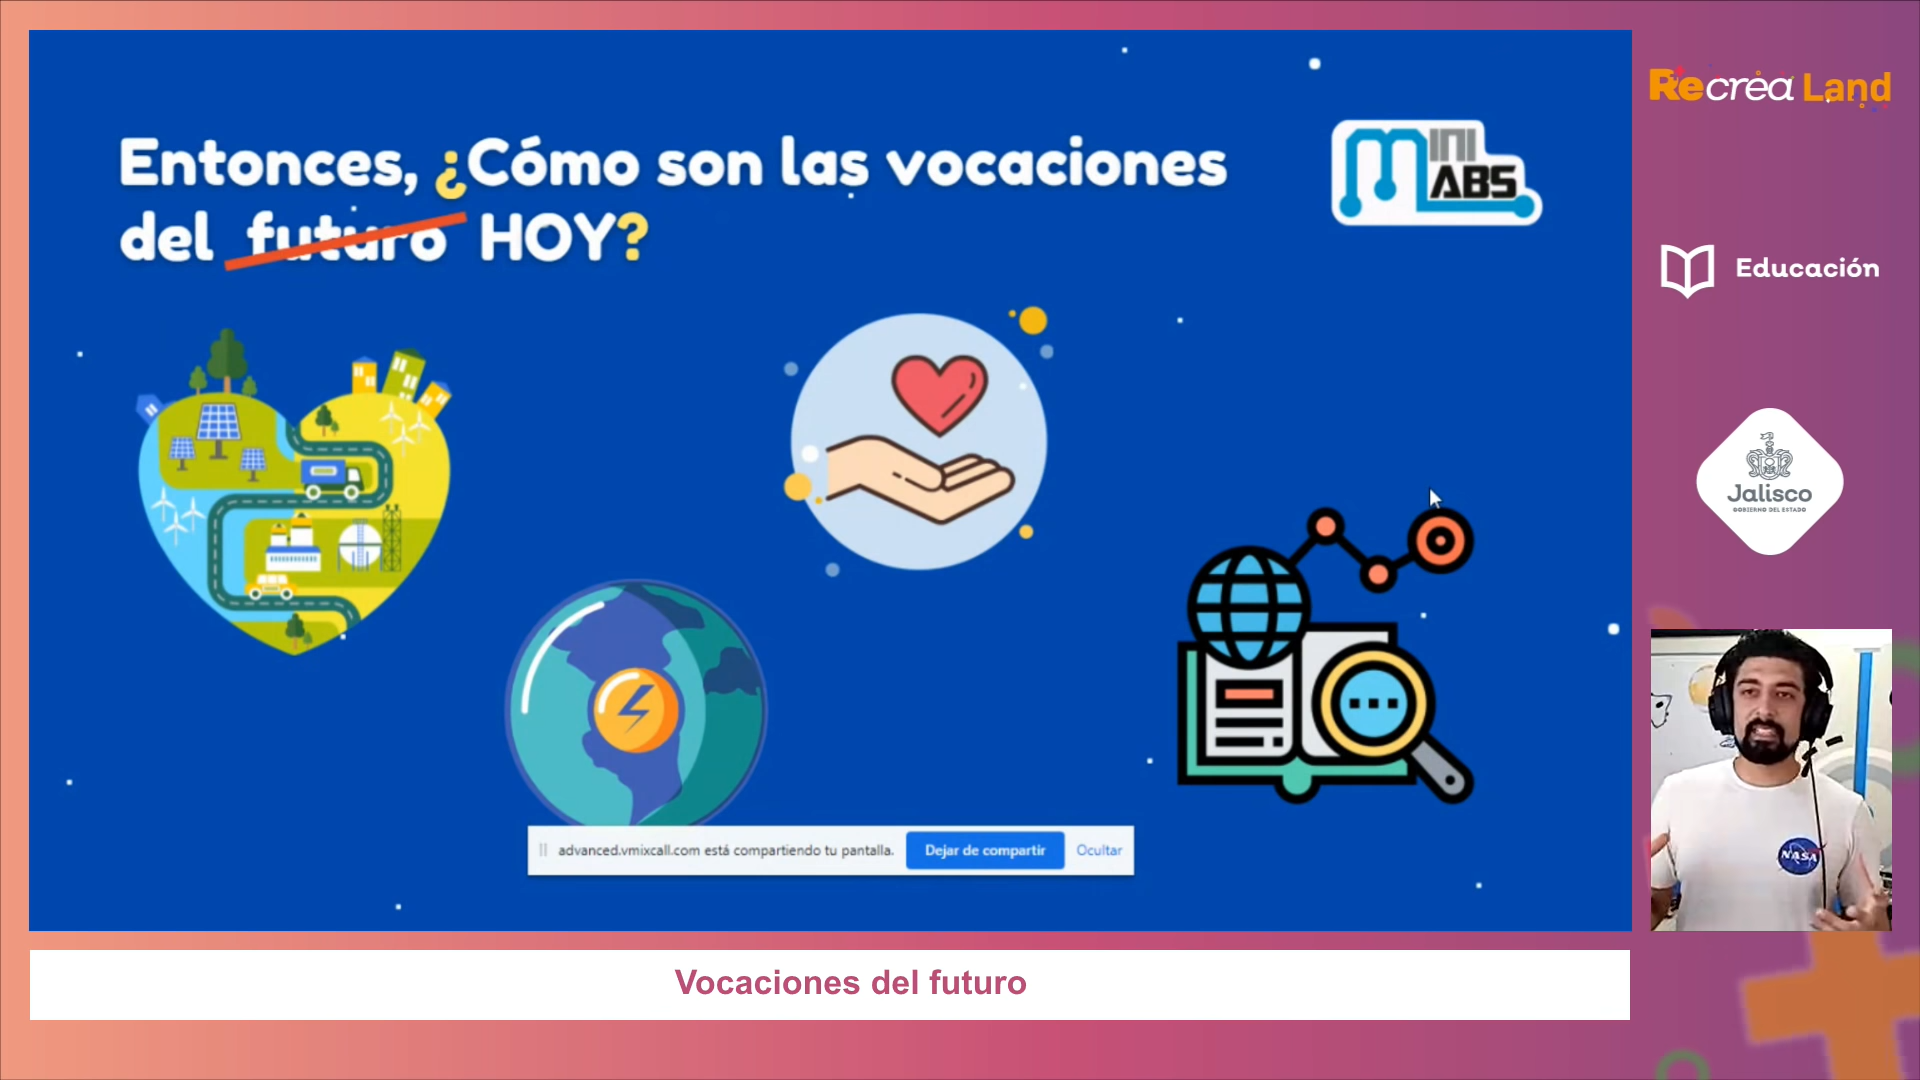 Entonces, ¿Cómo son las vocaciones
del futuro HOY?
MINI
LABS
advanced.vmixcall.com está compartiendo tu pantalla.
Dejar de compartir
Ocultar
Vocaciones del futuro
Recrea Land
Educación
Jalisco
GOBIERNO DEL ESTADO
NASA